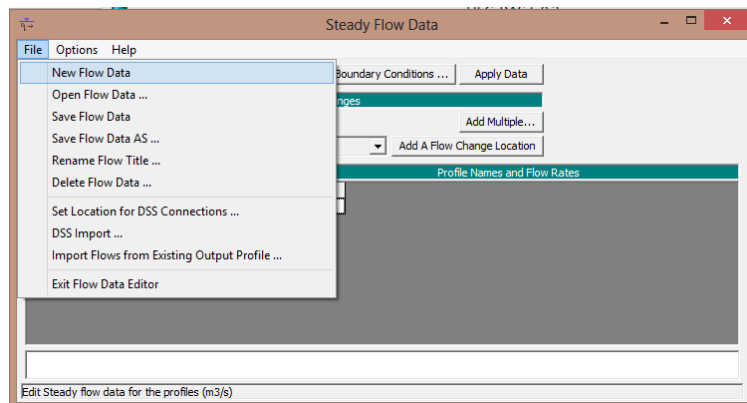 Steady Flow Data
File Options Help
New Flow Data
Boundary Conditions ... Apply Data
Open Flow Data ...
Save Flow Data
Add Multiple...
Save Flow Data AS ...
Add A Flow Change Location
Rename Flow Title ...
Profile Names and Flow Rates
Delete Flow Data ...
Set Location for DSS Connections ...
DSS Import ...
Import Flows from Existing Output Profile ...
Exit Flow Data Editor
Edit Steady flow data for the profiles (m3/s)